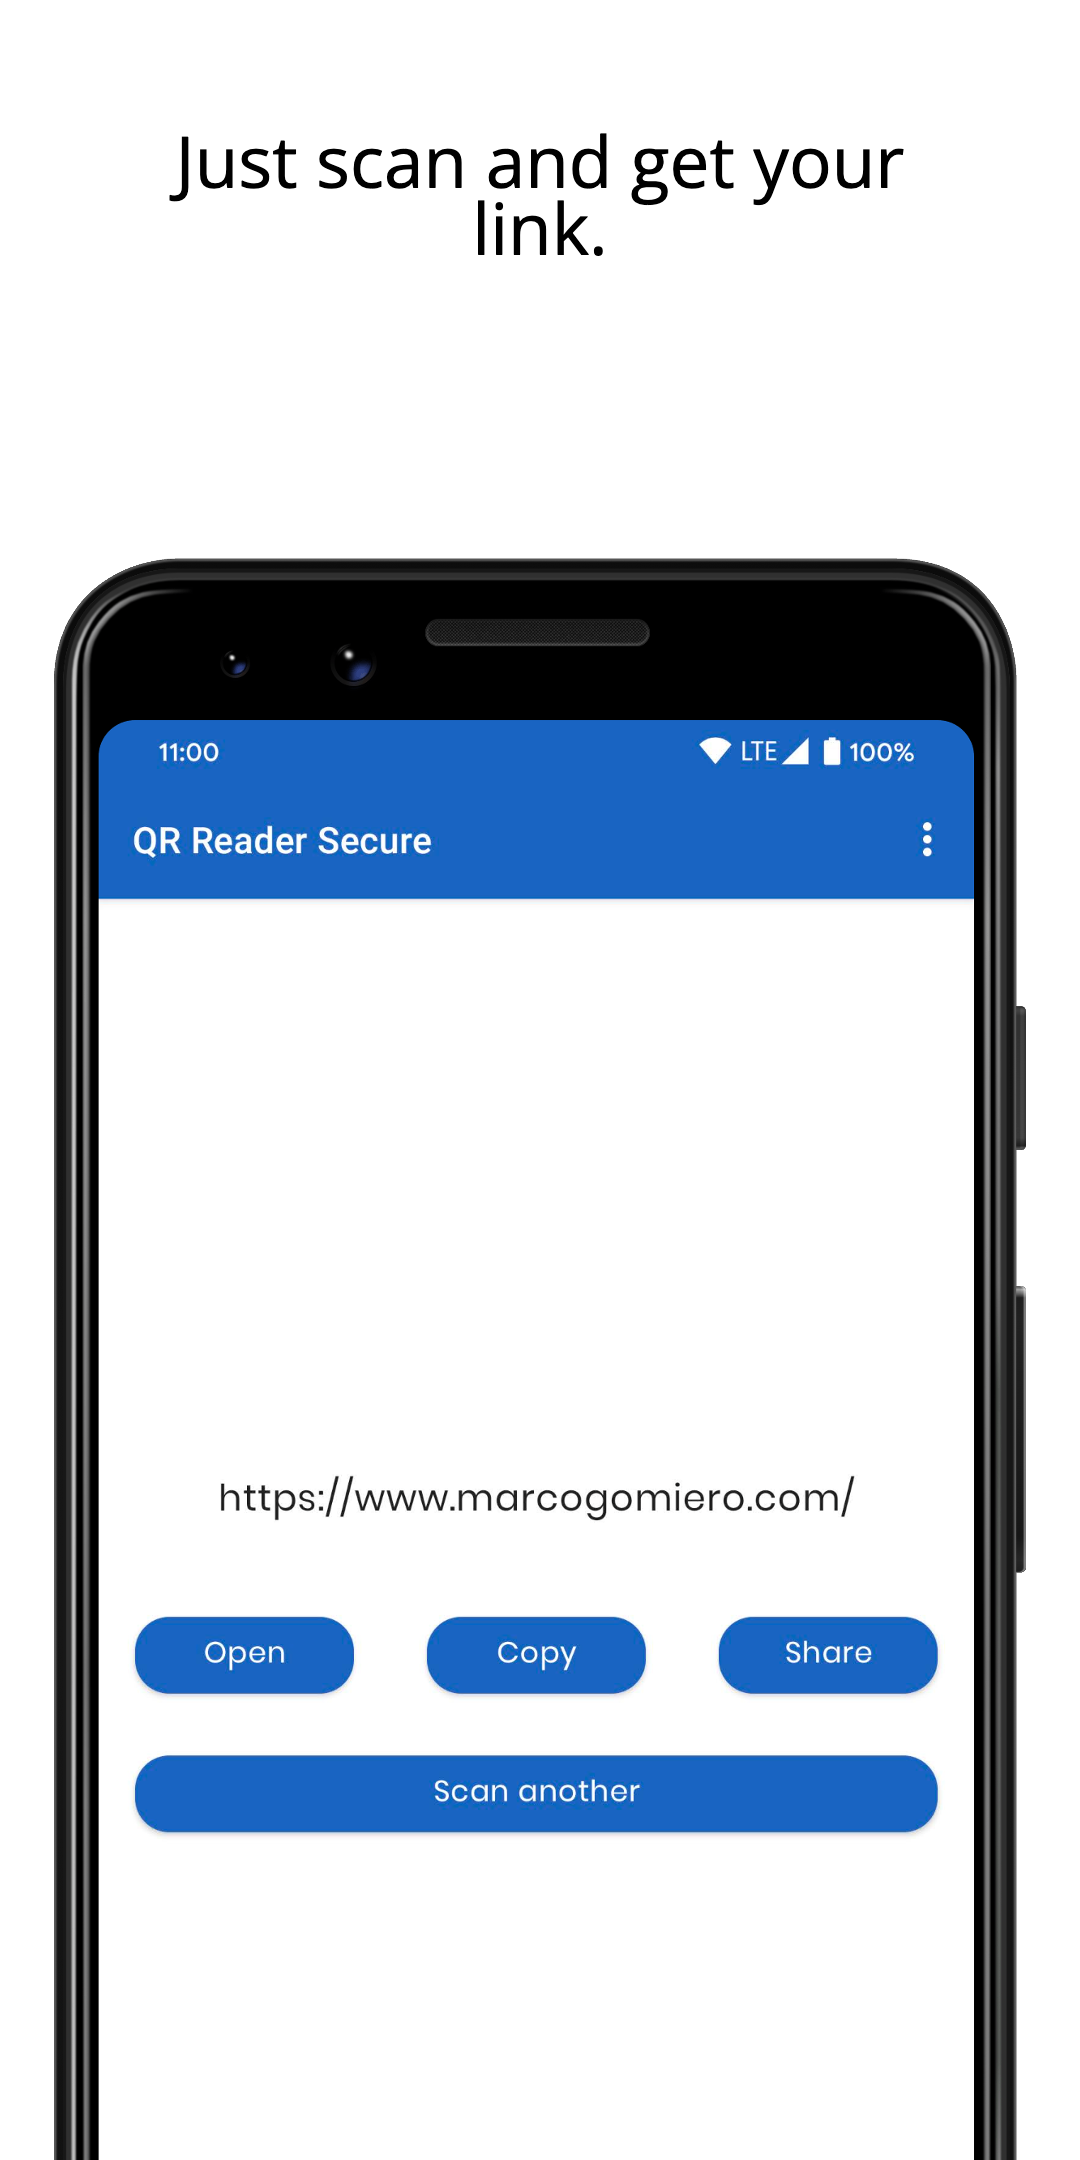 Just scan and get your
link.
11:00 LTE 100%
QR Reader Secure
https://www.marcogomiero.com/
Open Copy Share
Scan another